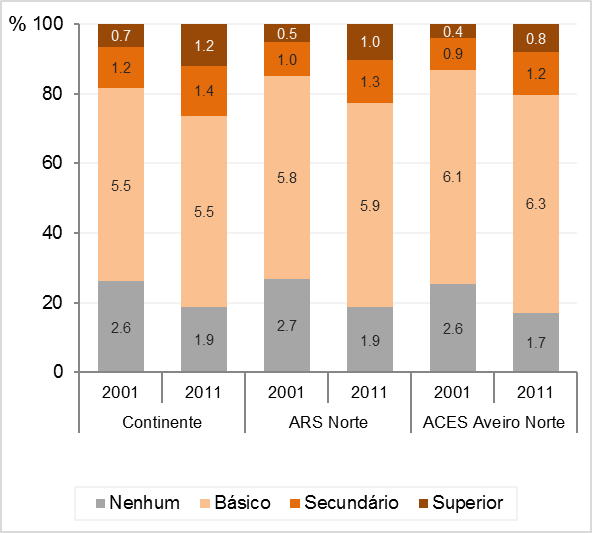 % 100
0.7 1.2 0.5 1.0 0.4 0.8
1.2 1.4 1.0 1.3 0.9 1.2
80
5.5 5.5 5.8 5.9 6.1 6.3
60
40
20
2.6 1.9 2.7 1.9 2.6 1.7
0
2001 2011 2001 2011 2001 2011
Continente ARS Norte ACES Aveiro Norte
Nenhum Básico Secundário Superior